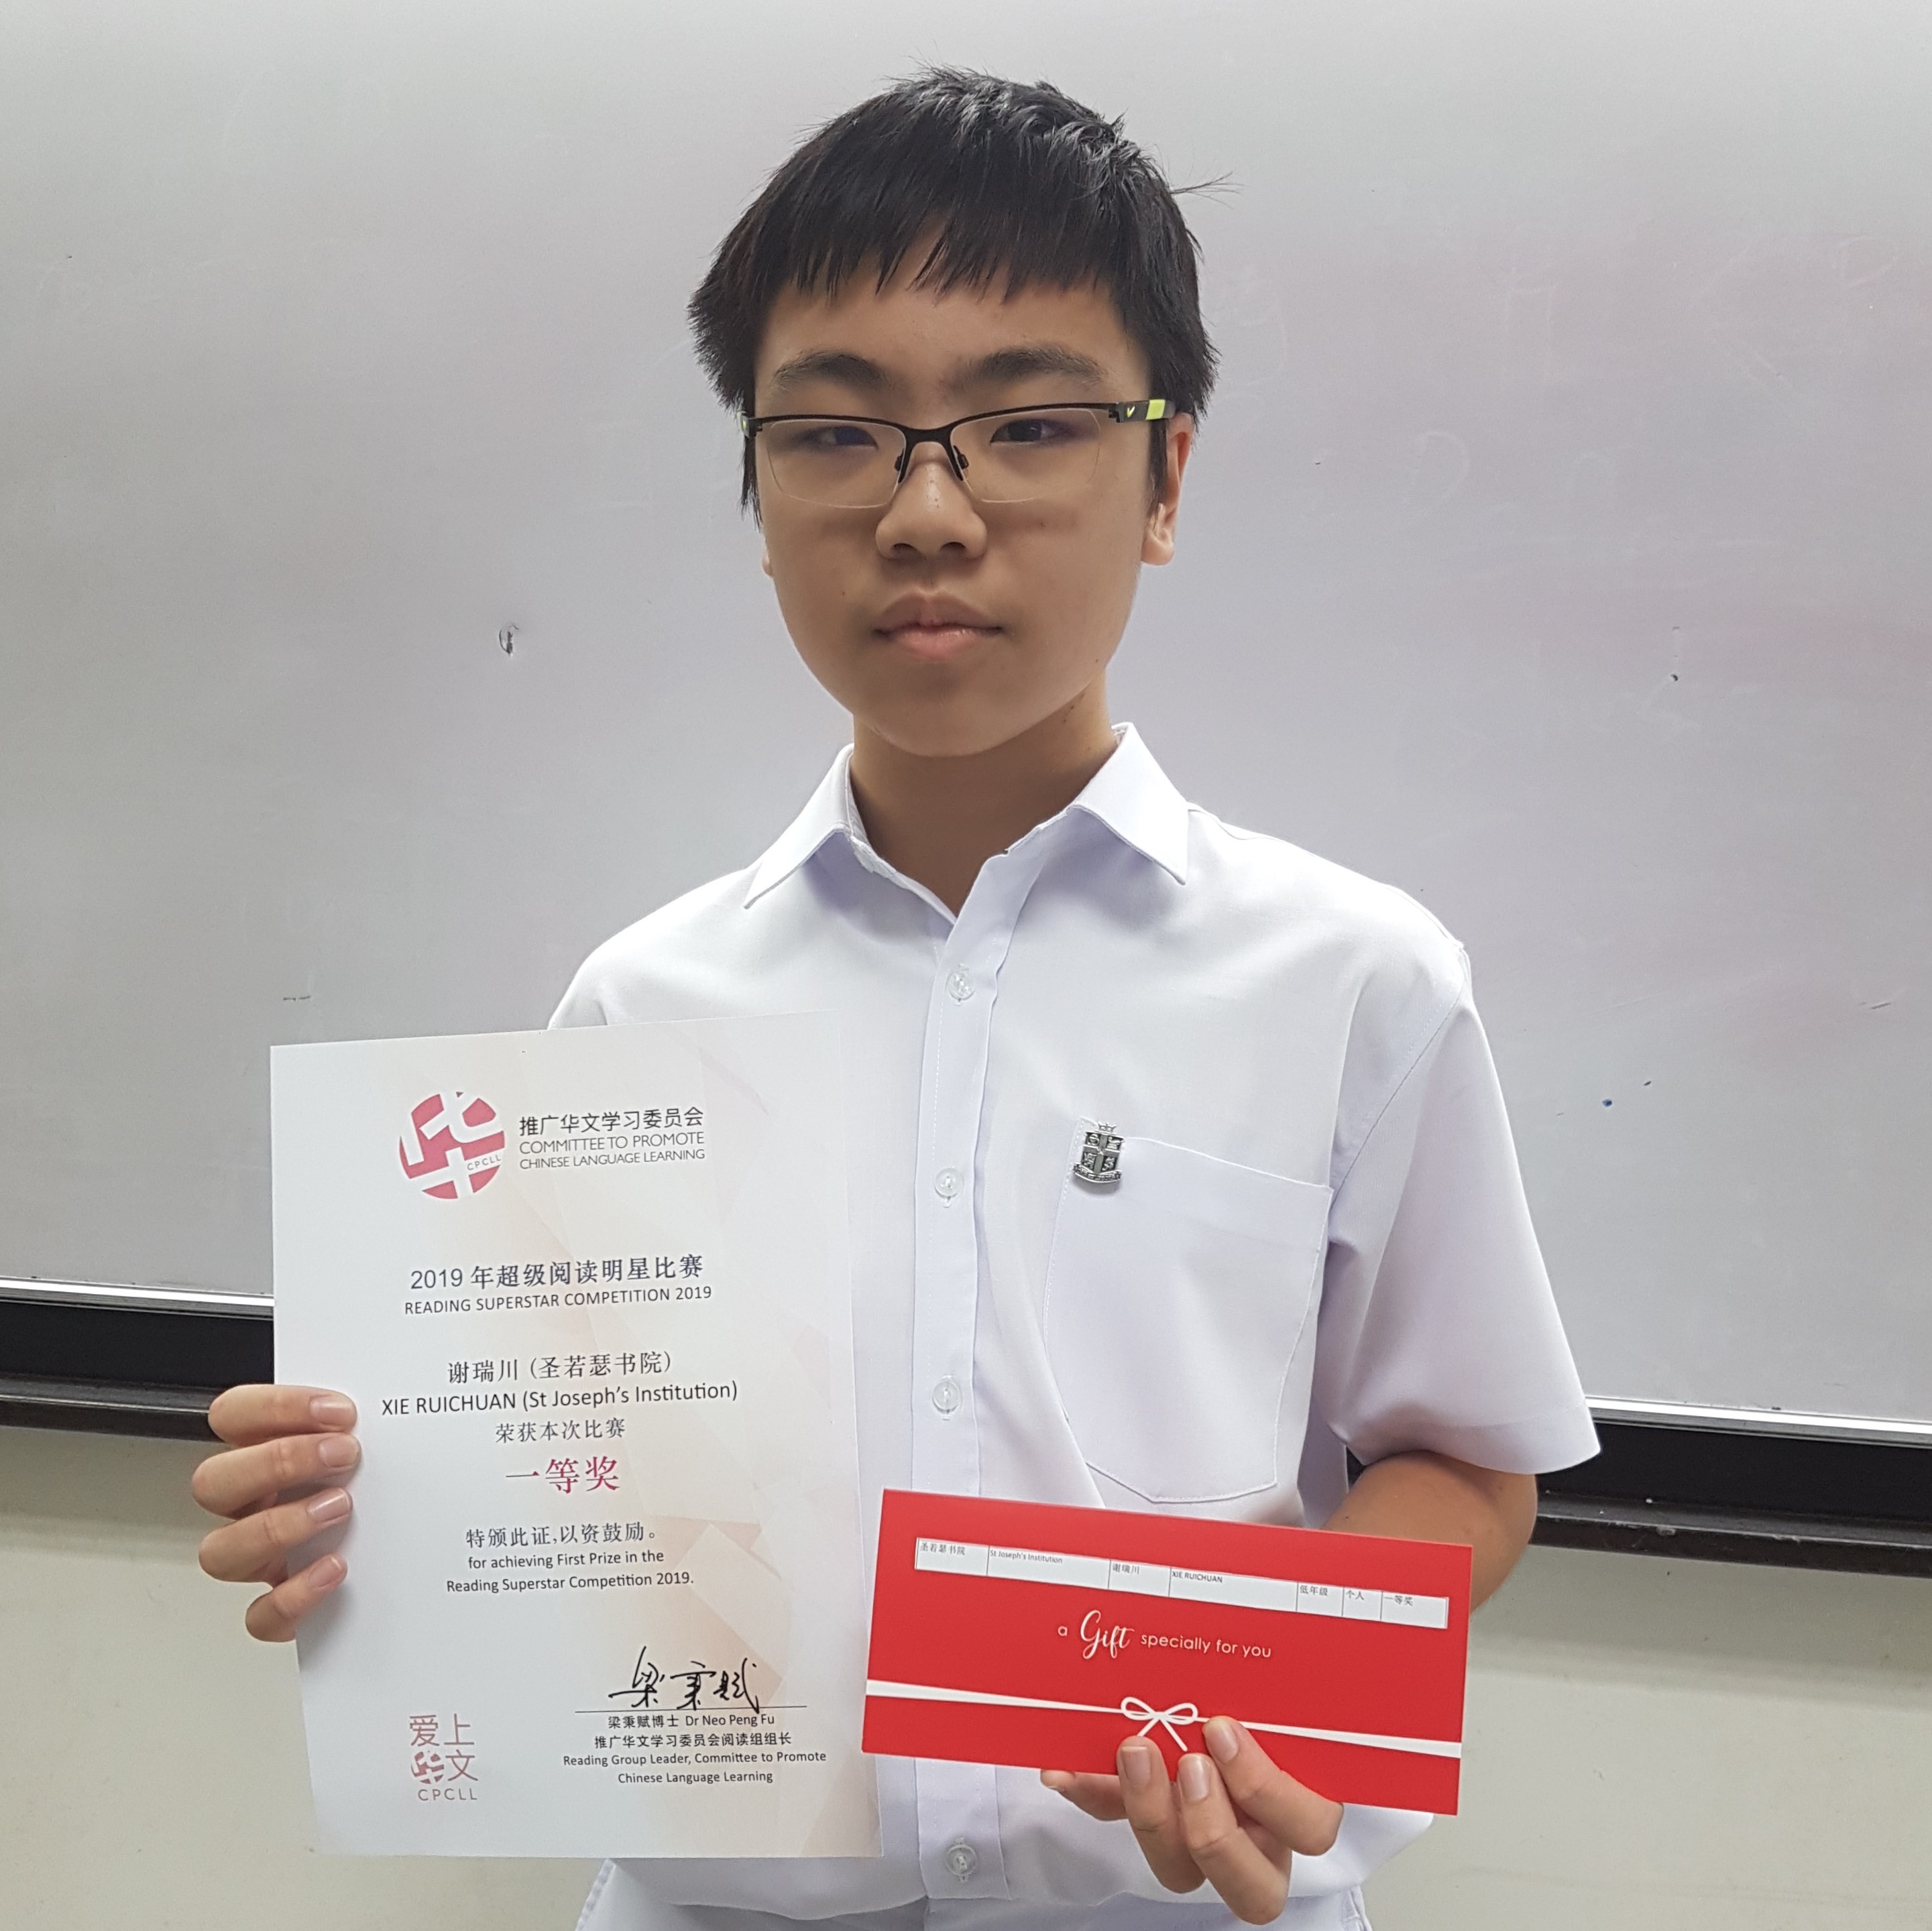 推广华文学习委员会
COMMITTEE TO PROMOTE
CHINESE LANGUAGE LEARNING
CPCLL
2019 年超级阅读明星比赛
READING SUPERSTAR COMPETITION 2019
谢瑞川 (圣若瑟书院)
XIE RUICHUAN (St Joseph's Institution)
荣获本次比赛
一等奖
特颁此证,以资鼓励。
for achieving First Prize in the
Reading Superstar Competition 2019.
梁秉赋
梁秉赋博士 Dr Neo Peng Fu
推广华文学习委员会阅读组组长
Reading Group Leader, Committee to Promote
Chinese Language Learning
爱上
华文
CPCLL
圣若瑟书院 St Joseph's Institution 谢瑞川 XIE RUICHUAN 低年级 个人 一等奖
a Gift specially for you